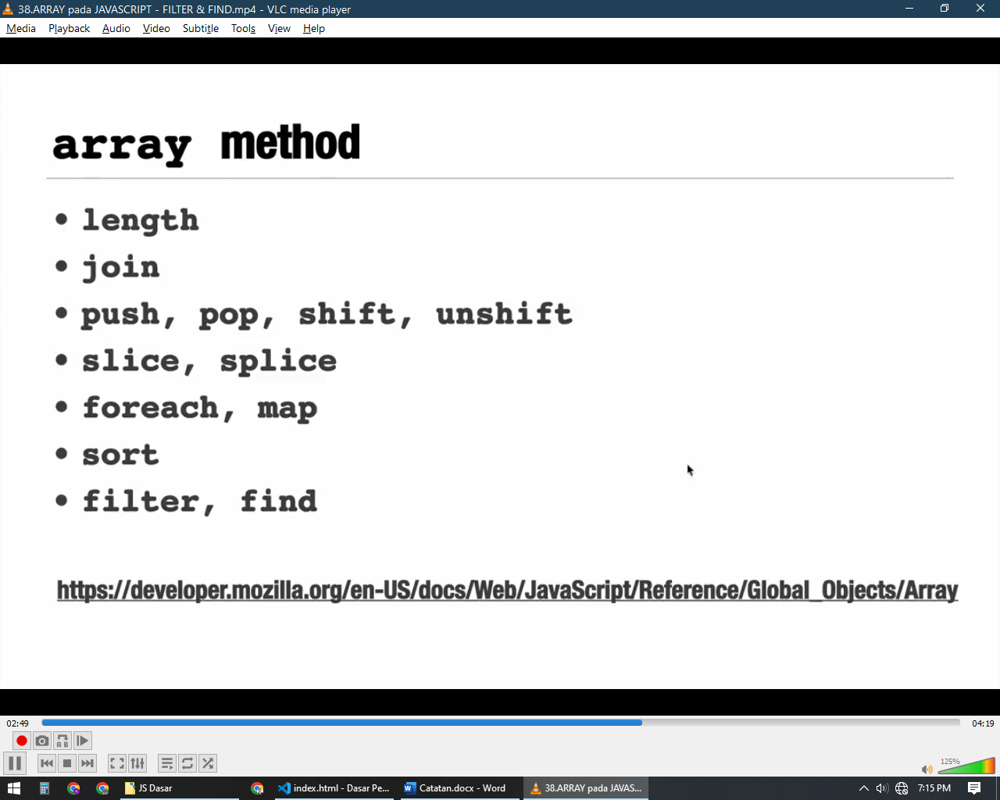 38.ARRAY pada JAVASCRIPT - FILTER & FIND.mp4 - VLC media player
Media Playback Audio Video Subtitle Tools View Help
array method
• length
• join
• push, pop, shift, unshift
• slice, splice
• foreach, map
• sort
• filter, find
https://developer.mozilla.org/en-US/docs/Web/JavaScript/Reference/Global_Objects/Array
02:49 04:19
A B
125%
JS Dasar index.html - Dasar Pe... Catatan.docx - Word 38.ARRAY pada JAVAS... 7:15 PM